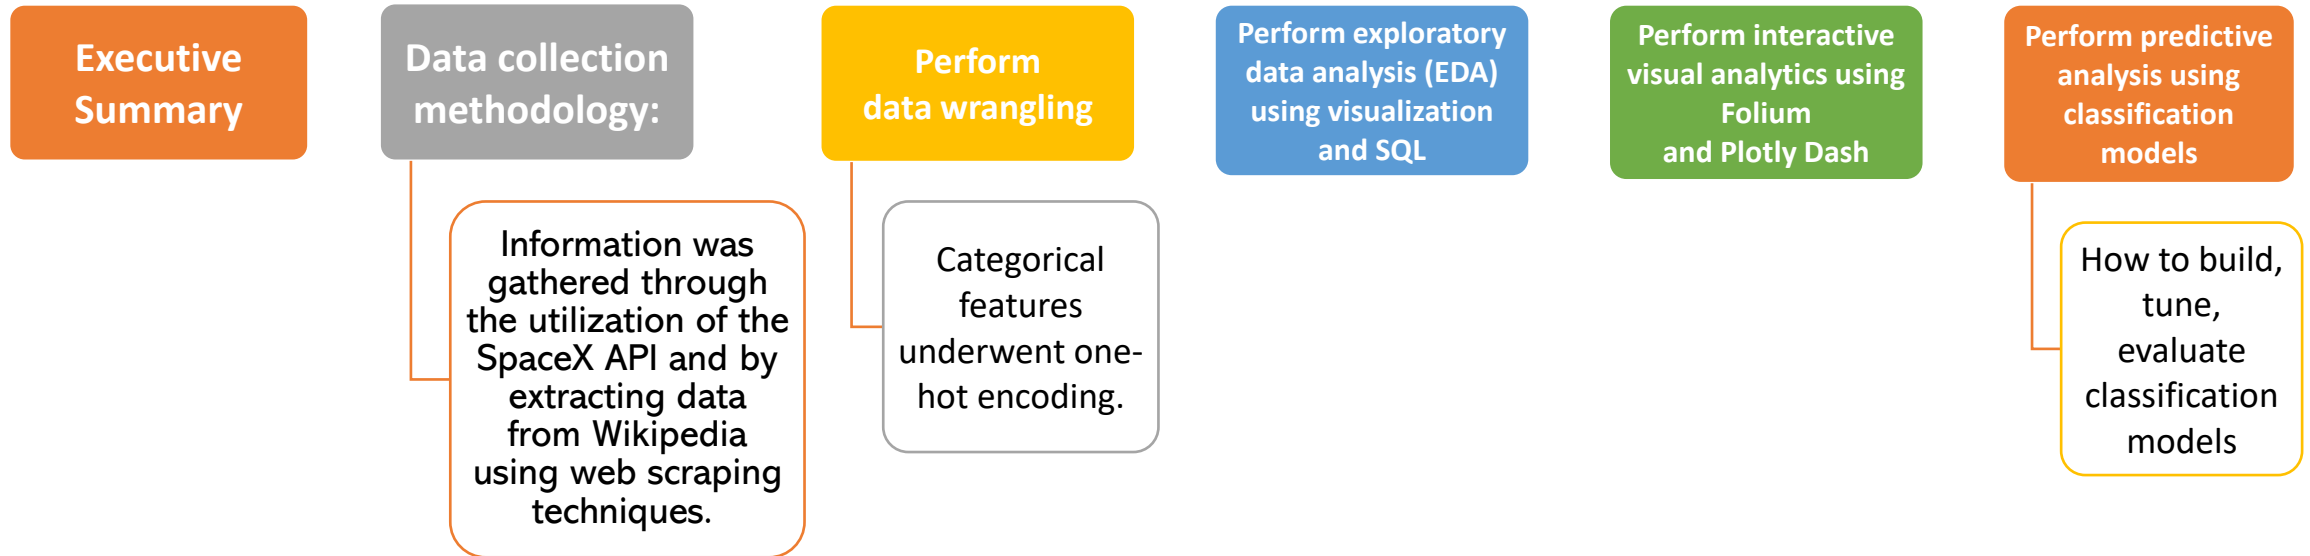 Executive
Summary
Data collection
methodology:
Information was
gathered through
the utilization of the
SpaceX API and by
extracting data
from Wikipedia
using web scraping
techniques.
Perform
data wrangling
Categorical
features
underwent one-
hot encoding.
Perform exploratory
data analysis (EDA)
using visualization
and SQL
Perform interactive
visual analytics using
Folium
and Plotly Dash
Perform predictive
analysis using
classification
models
How to build,
tune,
evaluate
classification
models